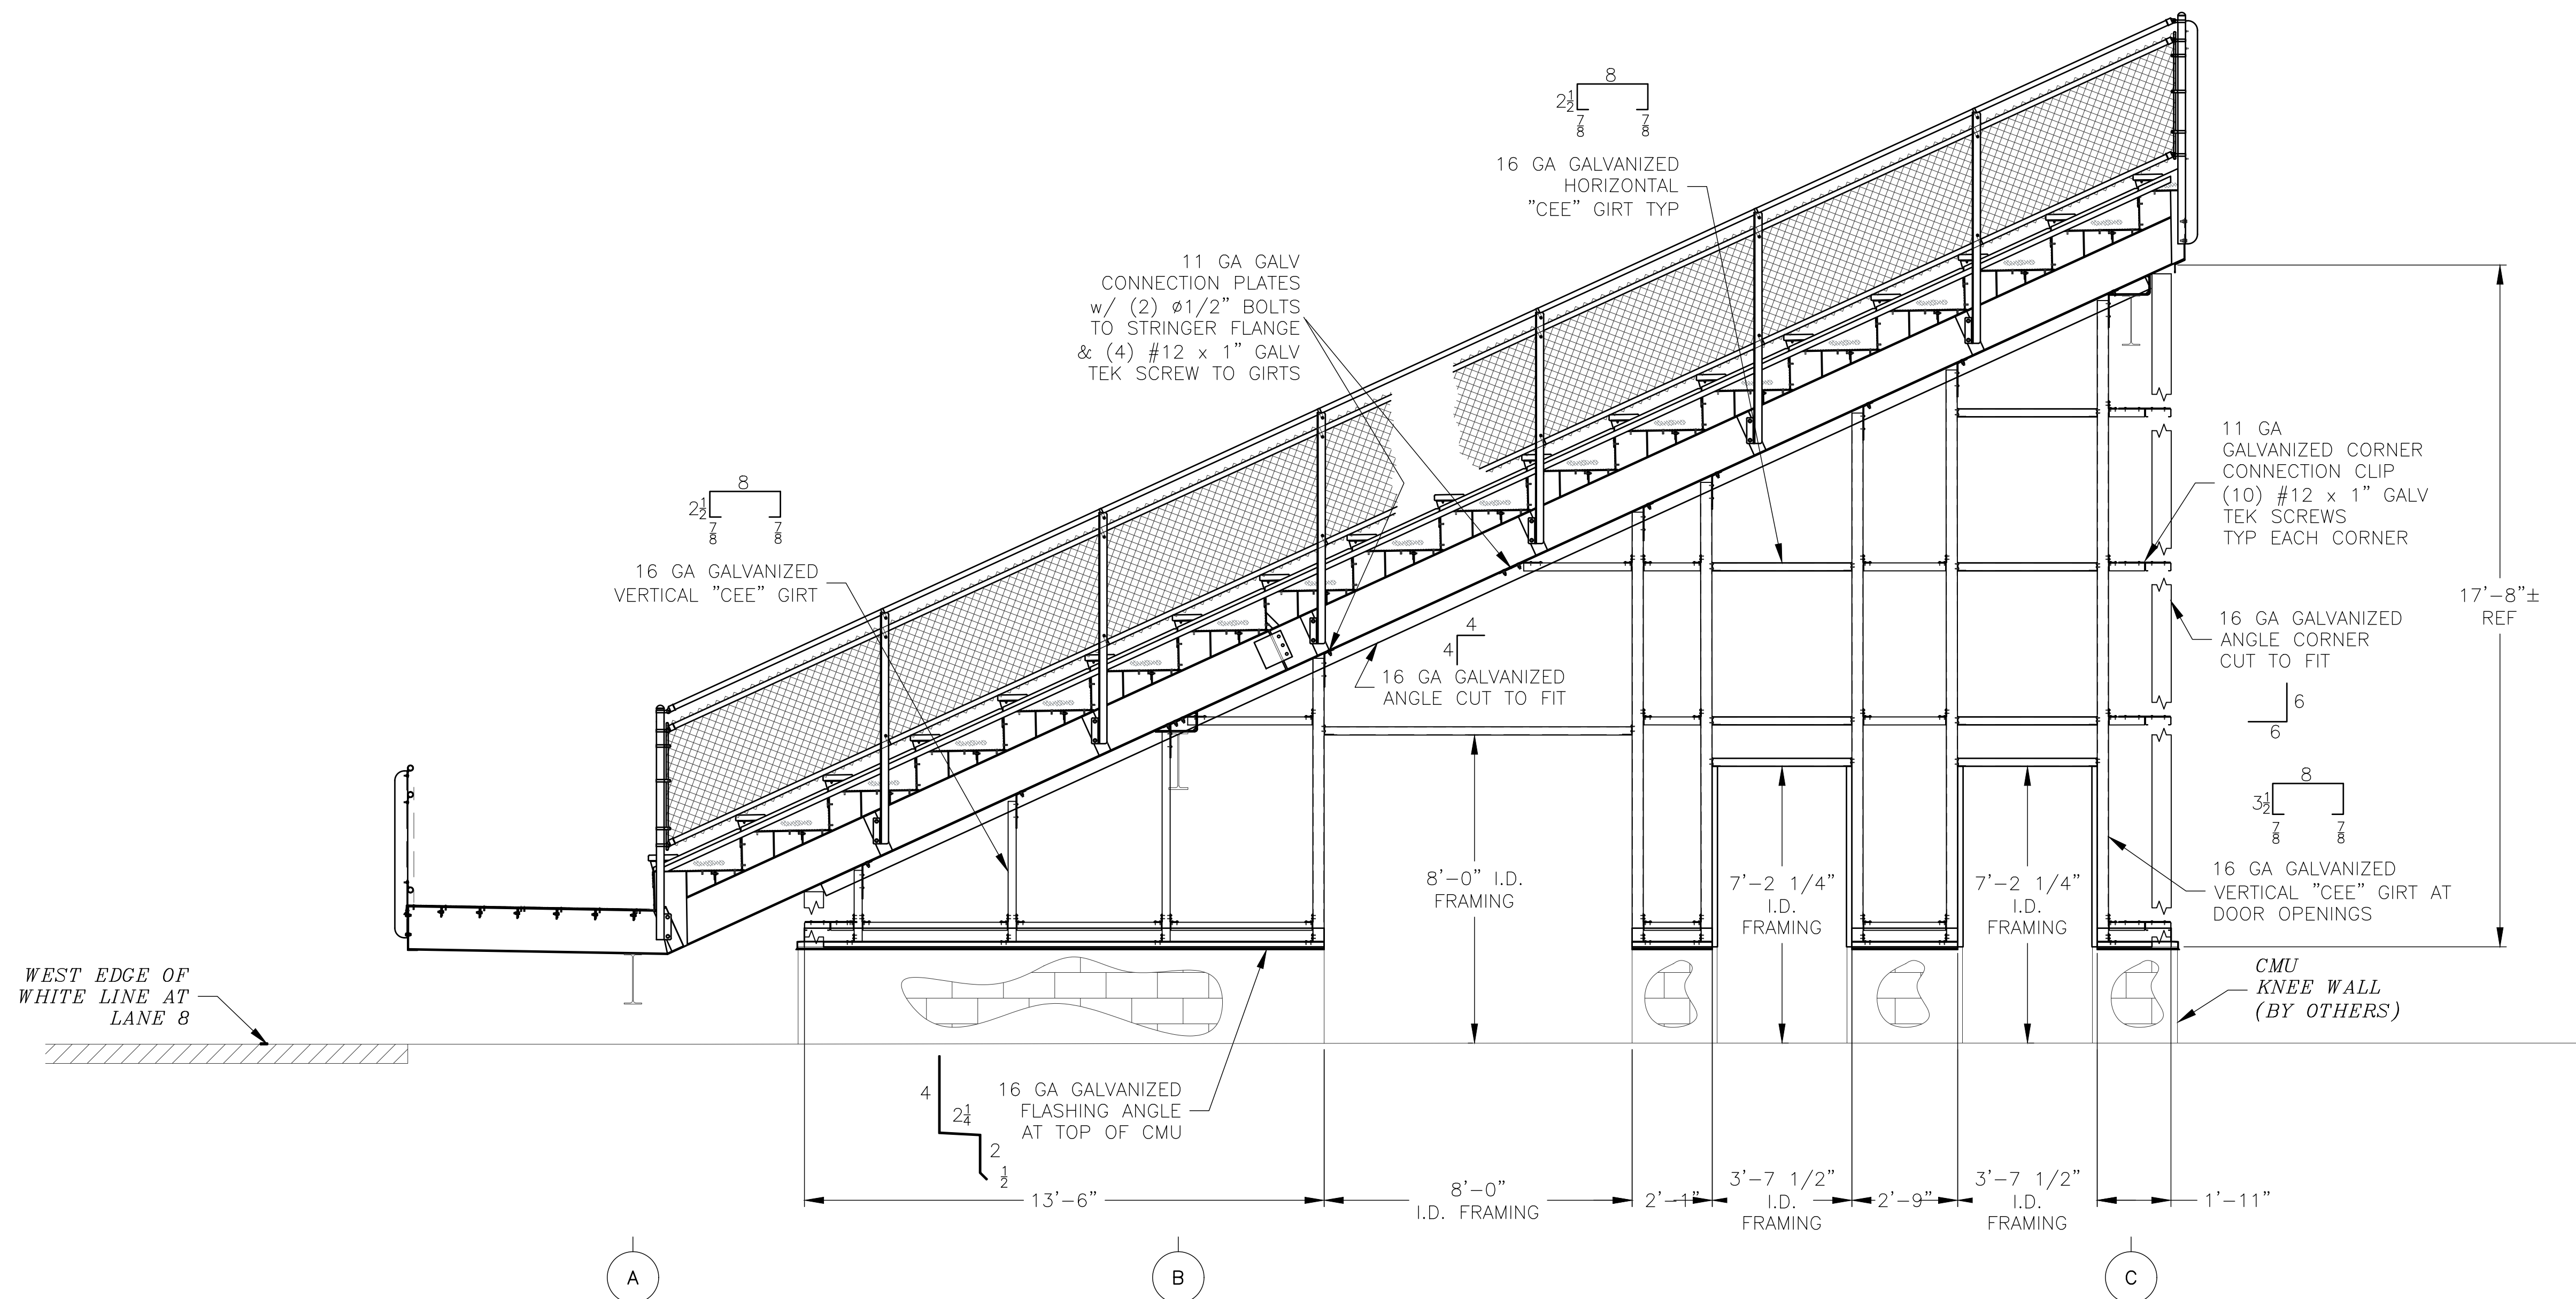 8
2½
7/8 7/8
16 GA GALVANIZED
HORIZONTAL
"CEE" GIRT TYP
11 GA GALV
CONNECTION PLATES
w/ (2) ø1/2" BOLTS
TO STRINGER FLANGE
& (4) #12 x 1" GALV
TEK SCREW TO GIRTS
8
2½
7/8 7/8
16 GA GALVANIZED
VERTICAL "CEE" GIRT
11 GA
GALVANIZED CORNER
CONNECTION CLIP
(10) #12 x 1" GALV
TEK SCREWS
TYP EACH CORNER
17'-8"±
REF
16 GA GALVANIZED
ANGLE CORNER
CUT TO FIT
6
6
4
4
16 GA GALVANIZED
ANGLE CUT TO FIT
8
3½
7/8 7/8
16 GA GALVANIZED
VERTICAL "CEE" GIRT AT
DOOR OPENINGS
8'-0" I.D.
FRAMING
7'-2 1/4"
I.D.
FRAMING
7'-2 1/4"
I.D.
FRAMING
WEST EDGE OF
WHITE LINE AT
LANE 8
CMU
KNEE WALL
(BY OTHERS)
4
2¼
2
½
16 GA GALVANIZED
FLASHING ANGLE
AT TOP OF CMU
13'-6"
8'-0"
I.D. FRAMING
2'-1"
3'-7 1/2"
I.D.
FRAMING
2'-9"
3'-7 1/2"
I.D.
FRAMING
1'-11"
A B C